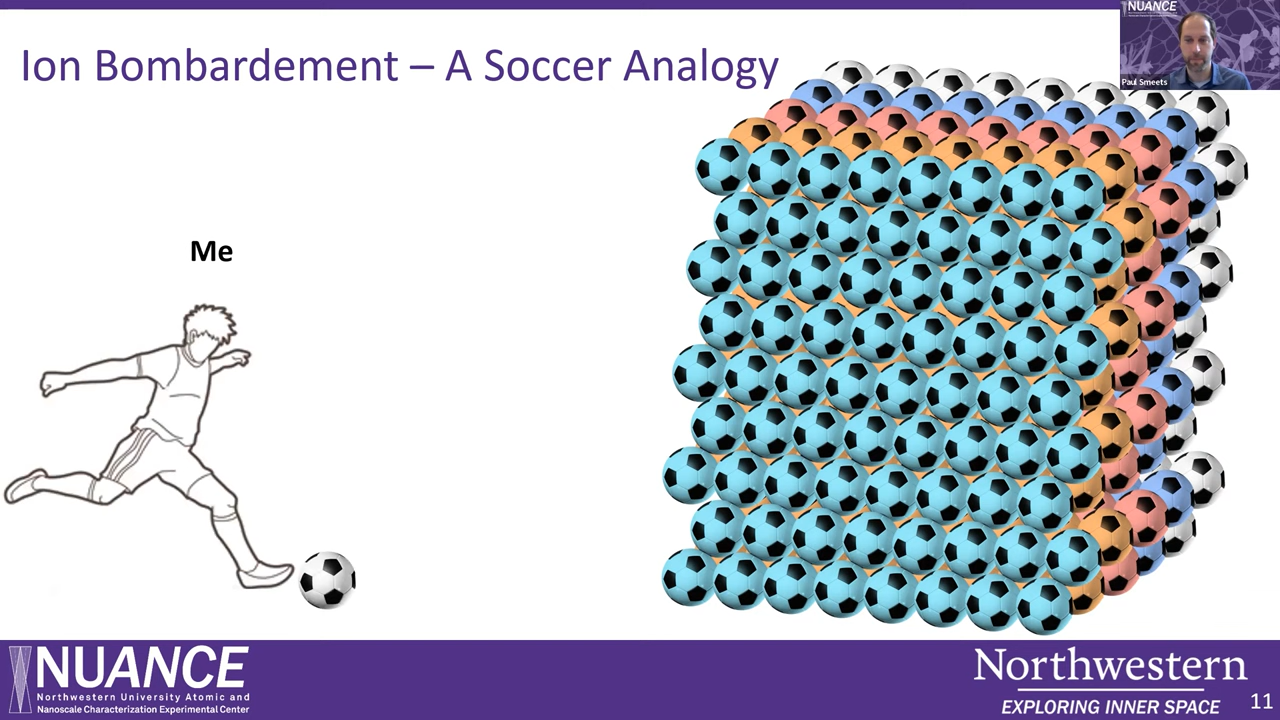 Ion Bombardement – A Soccer Analogy
NUANCE
Paul Smeets
Me
NUANCE
Northwestern University Atomic and
Nanoscale Characterization Experimental Center
Northwestern
EXPLORING INNER SPACE
11